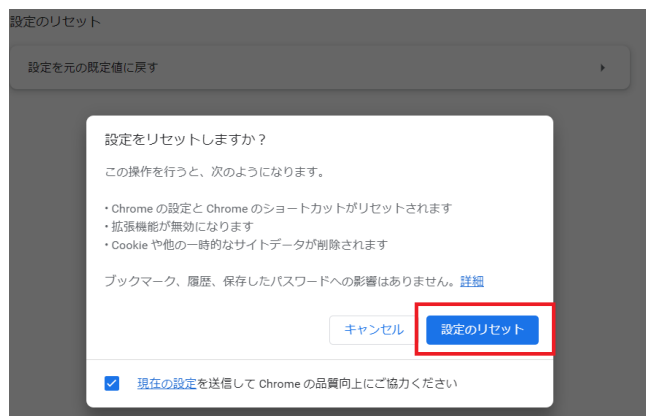 設定のリセット
設定を元の既定値に戻す
設定をリセットしますか？
この操作を行うと、次のようになります。
・Chrome の設定と Chrome のショートカットがリセットされます
・拡張機能が無効になります
・Cookie や他の一時的なサイトデータが削除されます
ブックマーク、履歴、保存したパスワードへの影響はありません。詳細
キャンセル 設定のリセット
現在の設定を送信して Chrome の品質向上にご協力ください